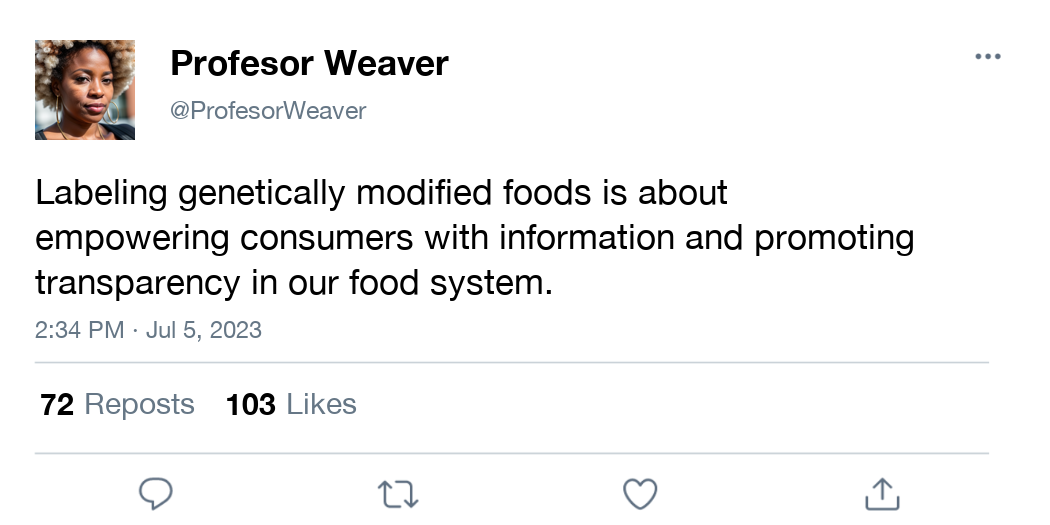 Profesor Weaver
@ProfesorWeaver
Labeling genetically modified foods is about
empowering consumers with information and promoting
transparency in our food system.
2:34 PM · Jul 5, 2023
72 Reposts 103 Likes